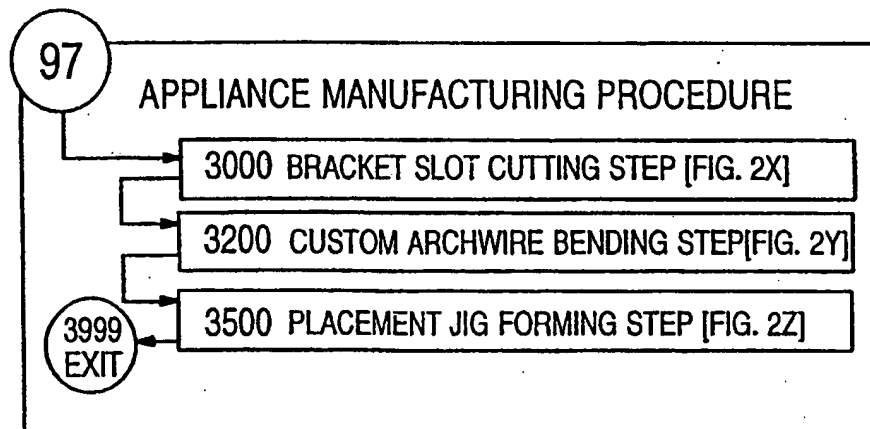 97
APPLIANCE MANUFACTURING PROCEDURE
3000 BRACKET SLOT CUTTING STEP [FIG. 2X]
3200 CUSTOM ARCHWIRE BENDING STEP[FIG. 2Y]
3500 PLACEMENT JIG FORMING STEP [FIG. 2Z]
3999
EXIT